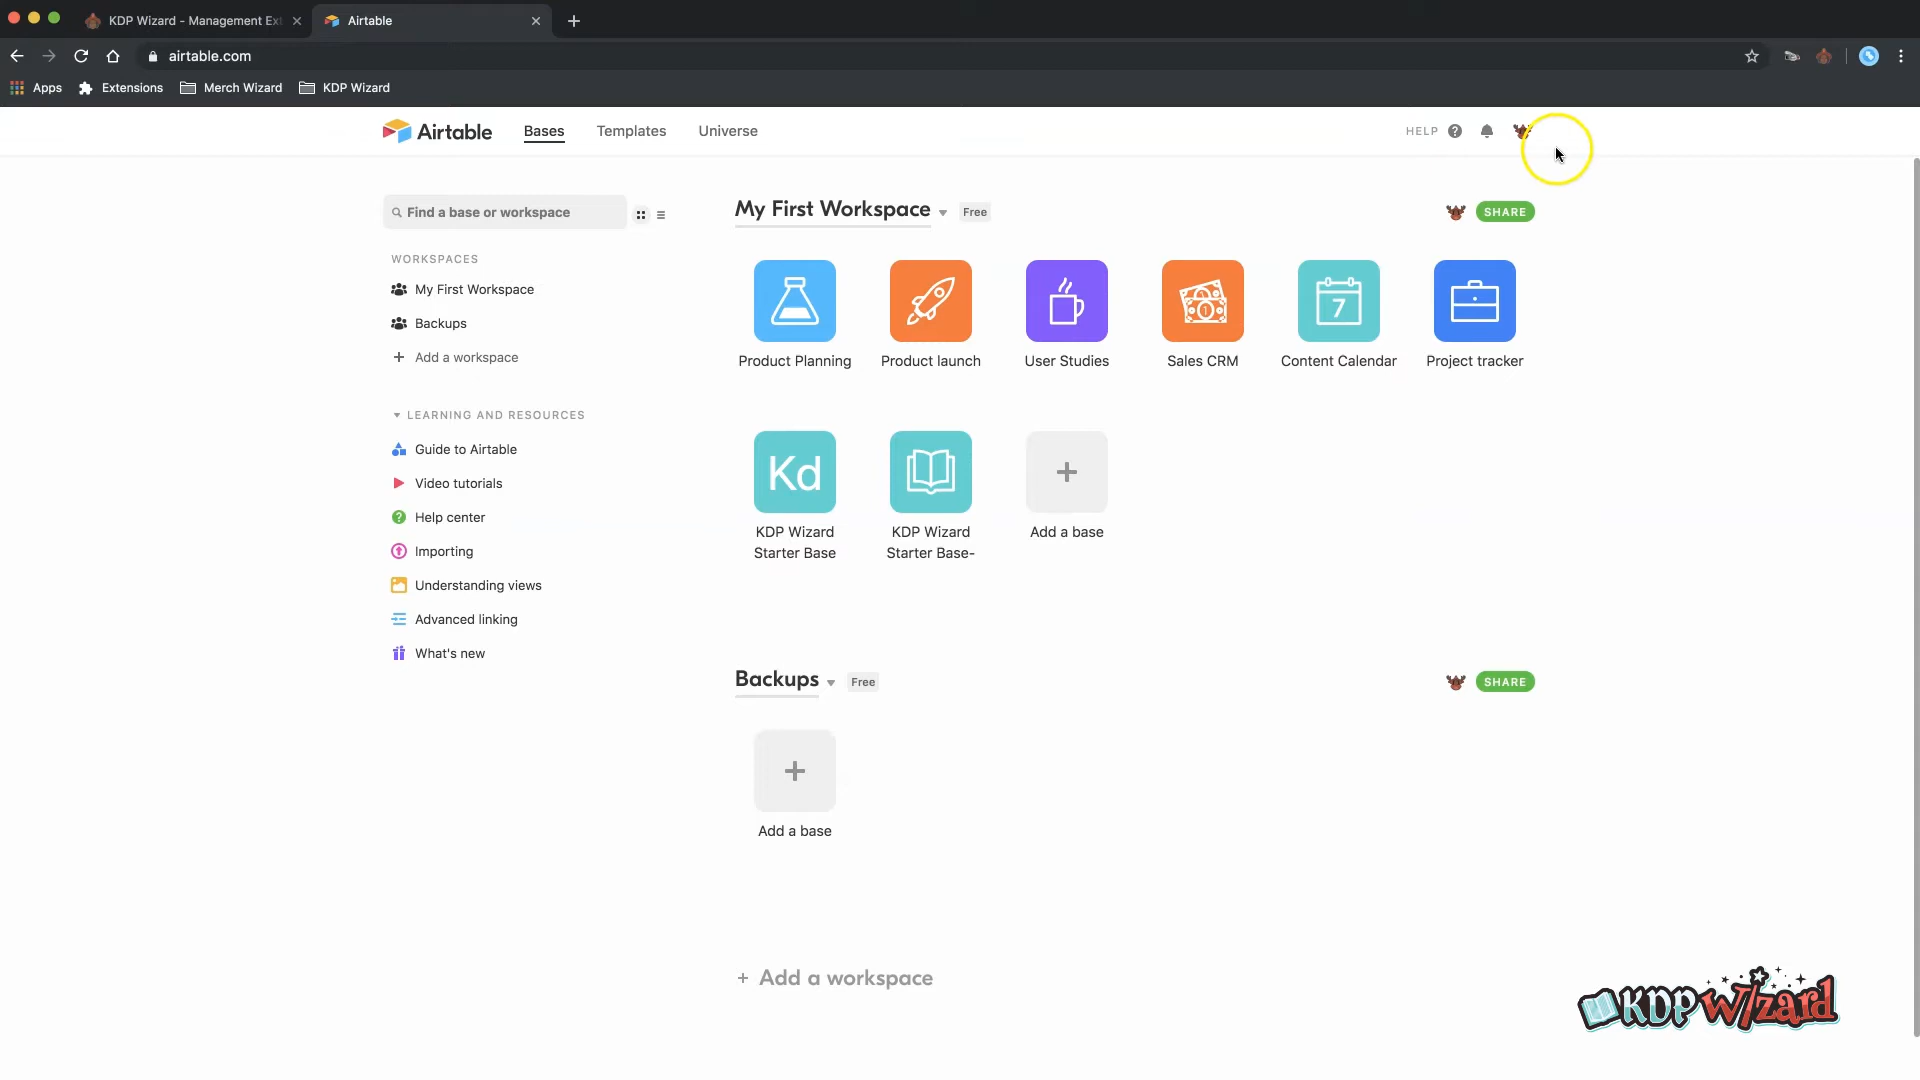 KDP Wizard - Management Ex
Airtable
airtable.com
Apps
Extensions
Merch Wizard
KDP Wizard
Airtable
Bases
Templates
Universe
HELP ?
Find a base or workspace
WORKSPACES
My First Workspace
Backups
+ Add a workspace
LEARNING AND RESOURCES
Guide to Airtable
Video tutorials
Help center
Importing
Understanding views
Advanced linking
What's new
My First Workspace
Free
SHARE
Product Planning
Product launch
User Studies
Sales CRM
7
Content Calendar
Project tracker
Kd
KDP Wizard
Starter Base
KDP Wizard
Starter Base-
+
Add a base
Backups
Free
SHARE
+
Add a base
+ Add a workspace
KDP Wizard